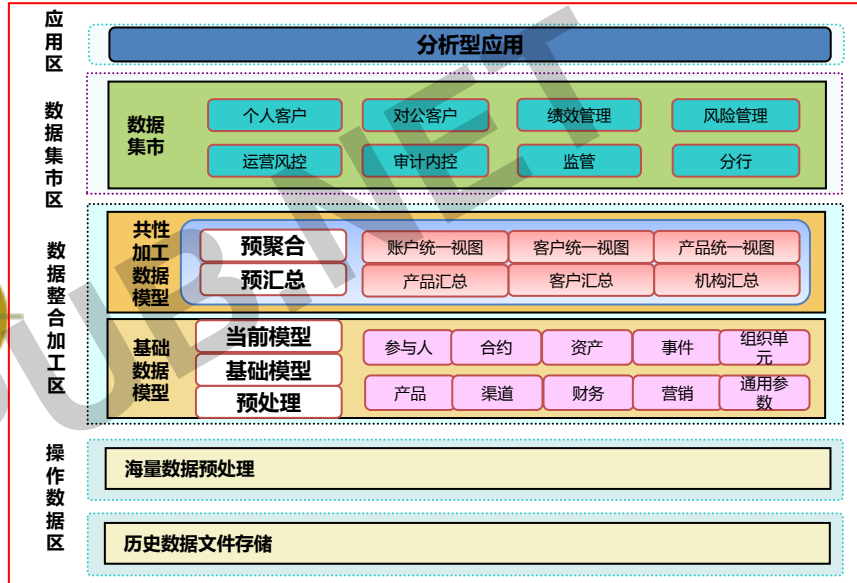 应用区
分析型应用
数据集市区
数据
集市
个人客户
对公客户
绩效管理
风险管理
运营风控
审计内控
监管
分行
数据整合加工区
共性
加工
数据
模型
预聚合
预汇总
账户统一视图
客户统一视图
产品统一视图
产品汇总
客户汇总
机构汇总
基础
数据
模型
当前模型
基础模型
预处理
参与人
合约
资产
事件
组织单
元
产品
渠道
财务
营销
通用参
数
操作数据区
海量数据预处理
历史数据文件存储
PUB.NET